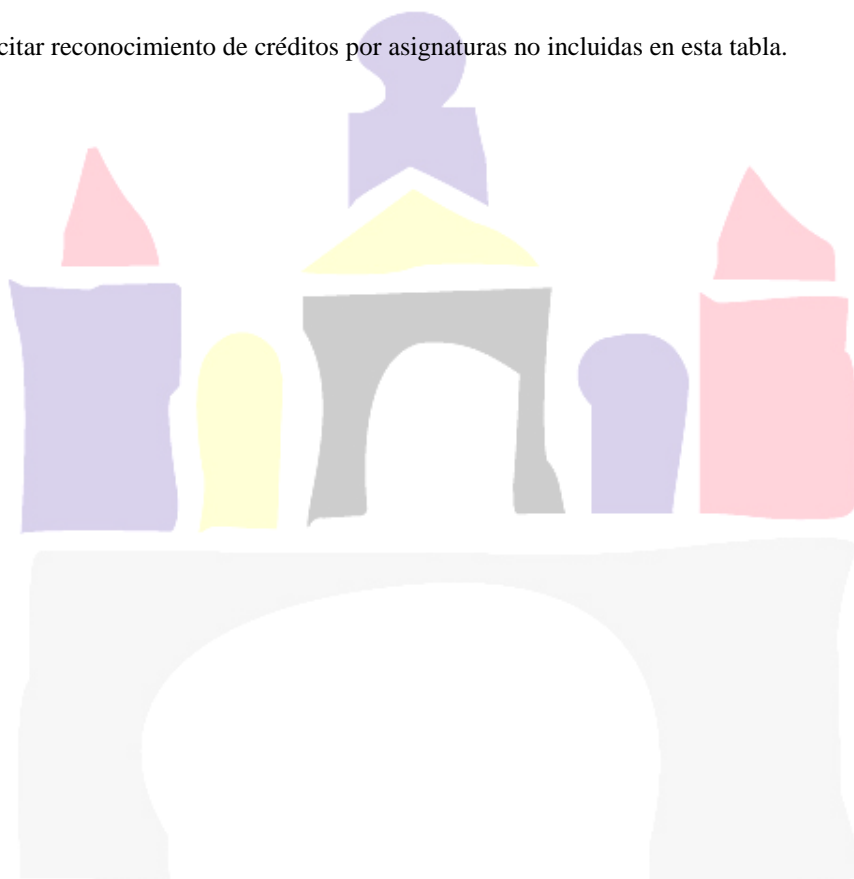 citar reconocimiento de créditos por asignaturas no incluidas en esta tabla.